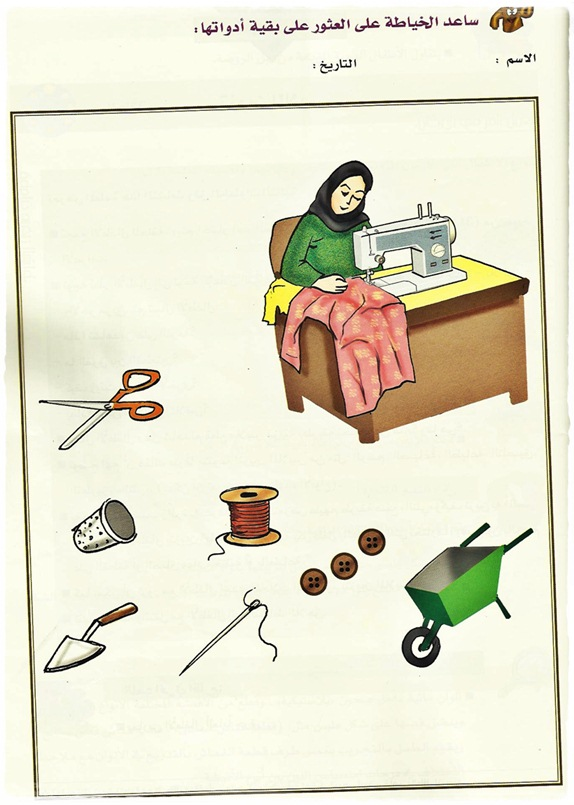 ساعد الخياطة على العثور على بقية أدواتها:
الاسم :
التاريخ :